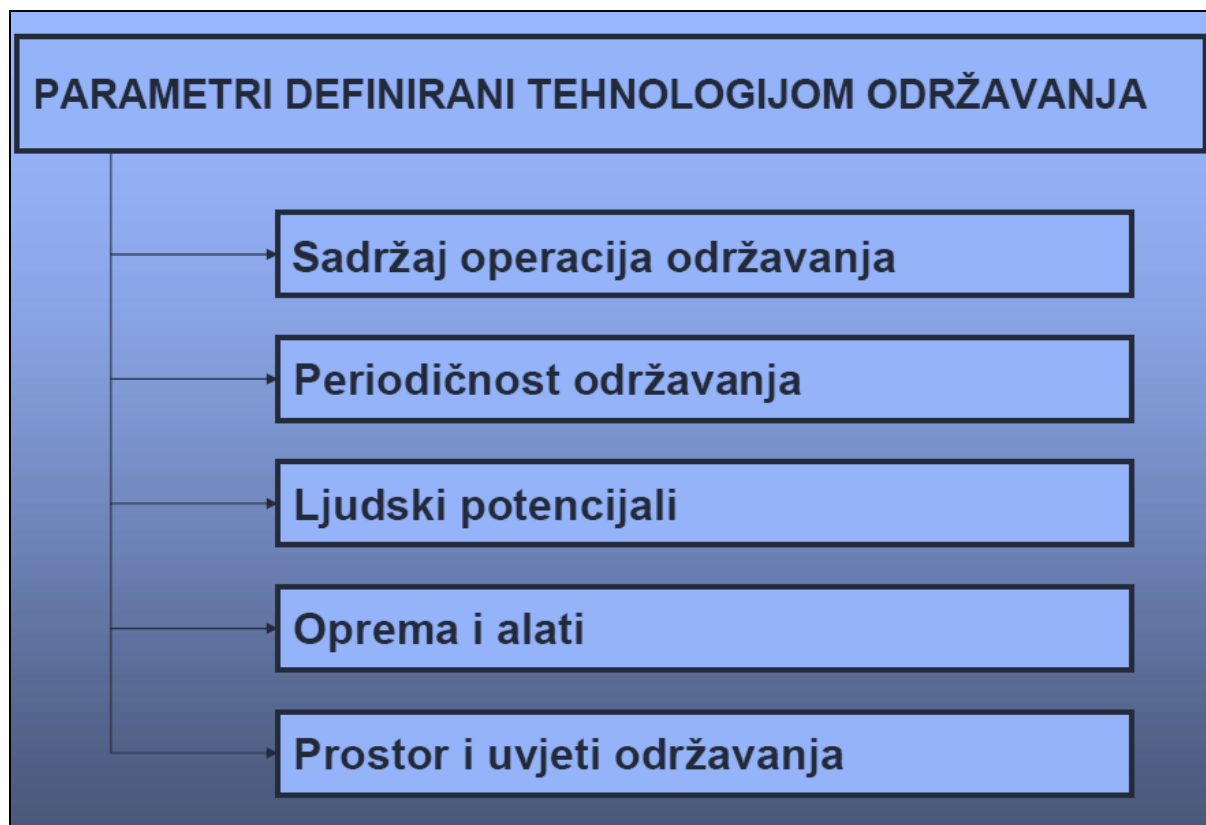 PARAMETRI DEFINIRANI TEHNOLOGIJOM ODRŽAVANJA
Sadržaj operacija održavanja
Periodičnost održavanja
Ljudski potencijali
Oprema i alati
Prostor i uvjeti održavanja